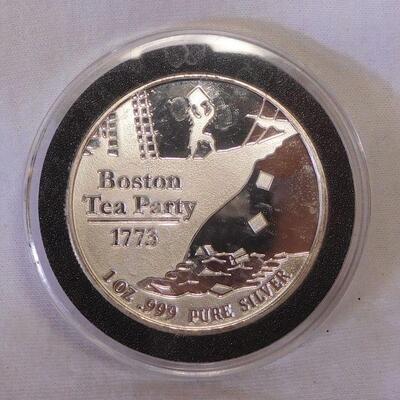 Boston
Tea Party
1773
1 OZ .999 PURE SILVER